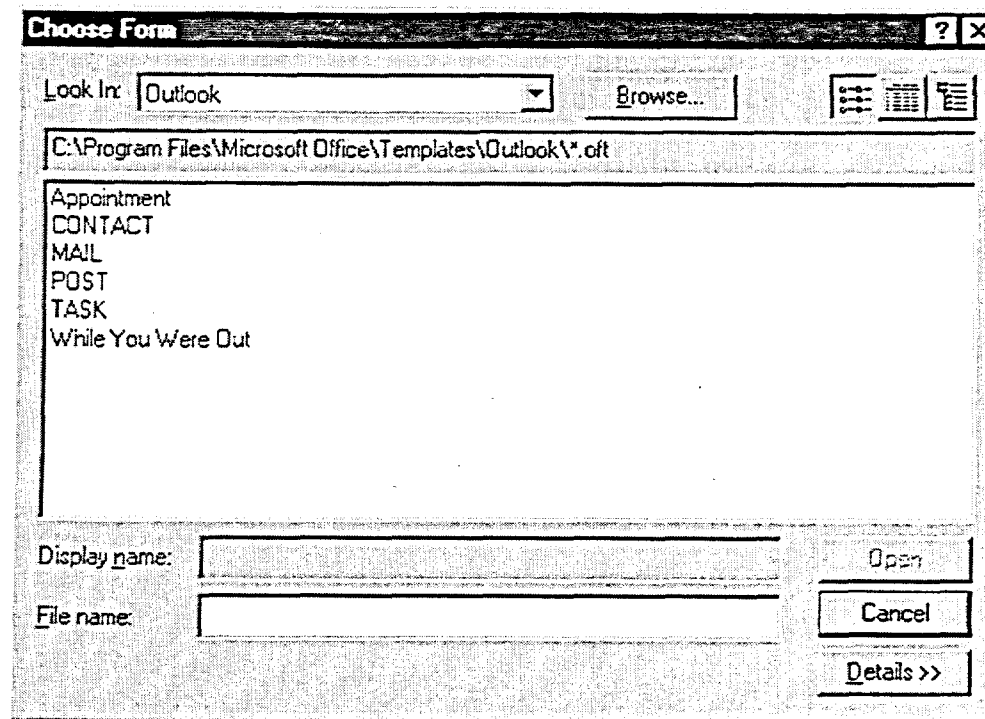 Choose Form ? X
Look In: Outlook Browse...
C:\Program Files\Microsoft Office\Templates\Outlook\*.oft
Appointment
CONTACT
MAIL
POST
TASK
While You Were Out
Display name: Open
File name: Cancel
Details >>